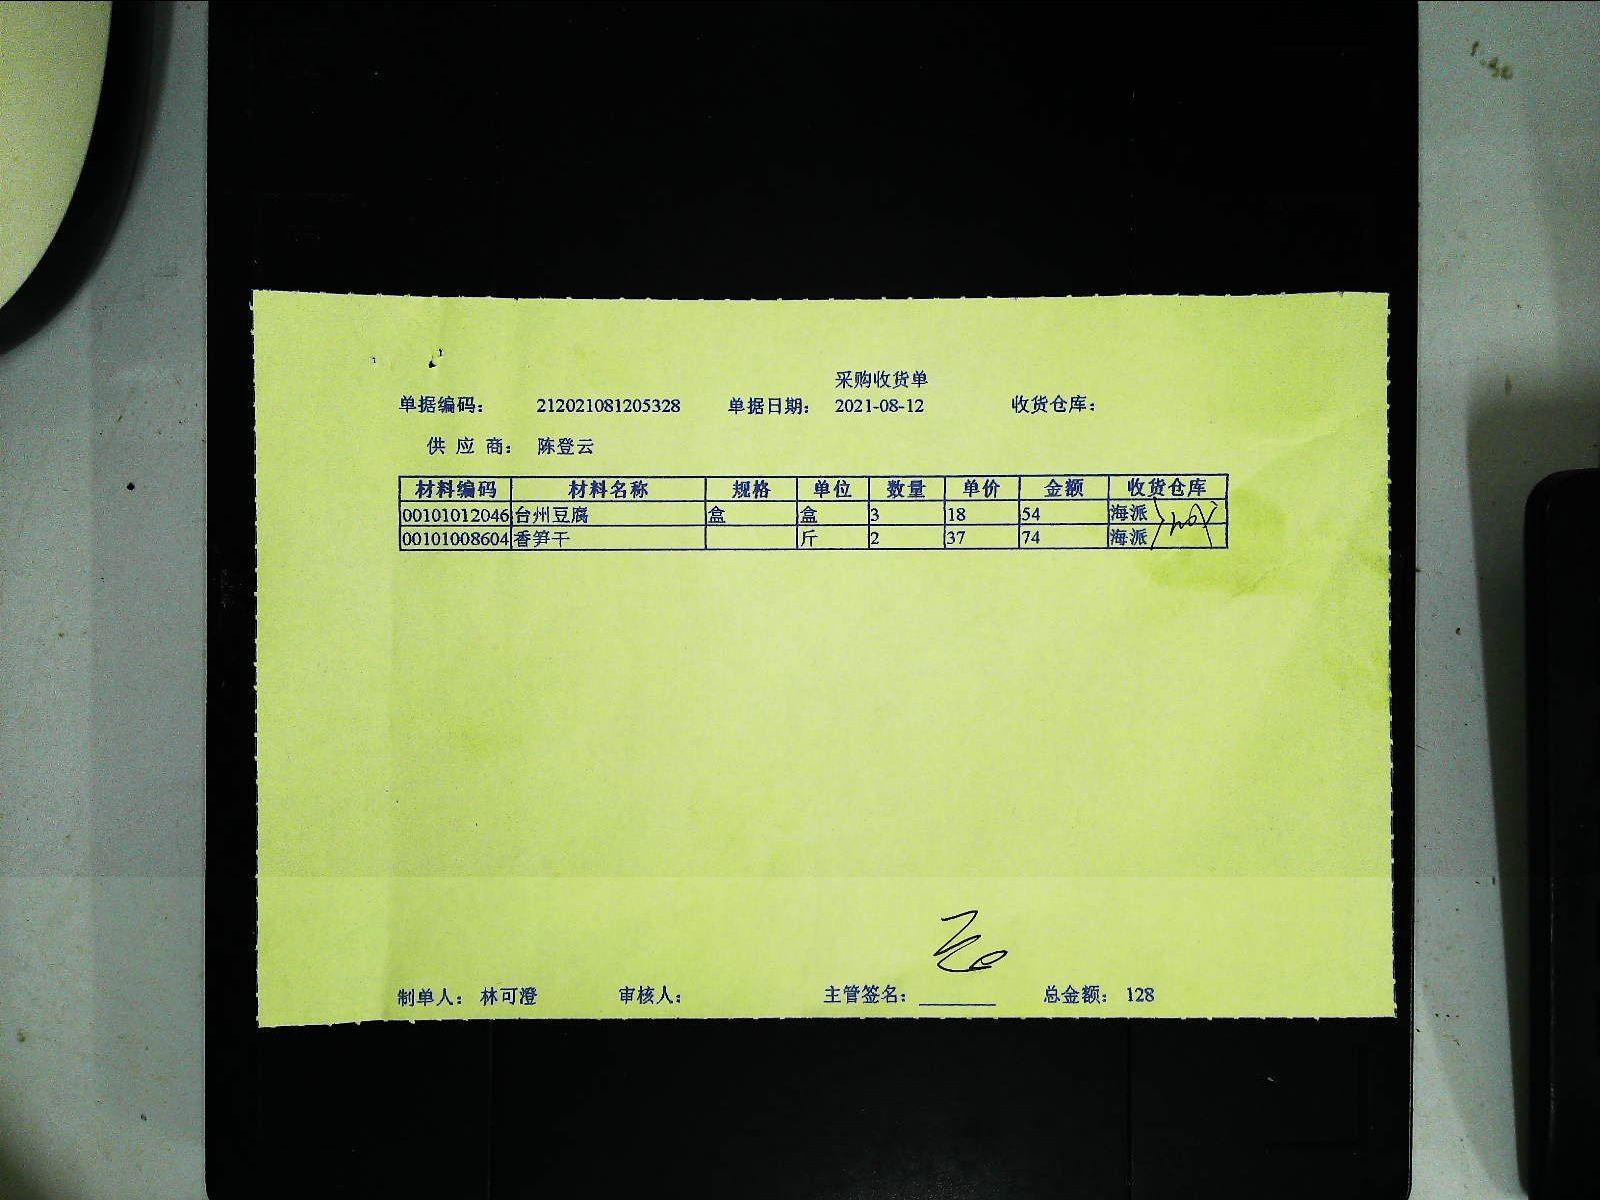 采购收货单
单据编码： 212021081205328 单据日期： 2021-08-12 收货仓库：
供 应 商： 陈登云
材料编码 材料名称 规格 单位 数量 单价 金额 收货仓库
00101012046 台州豆腐 盒 盒 3 18 54 海派
00101008604 香笋干 斤 2 37 74 海派
制单人： 林可澄 审核人： 主管签名： 总金额： 128